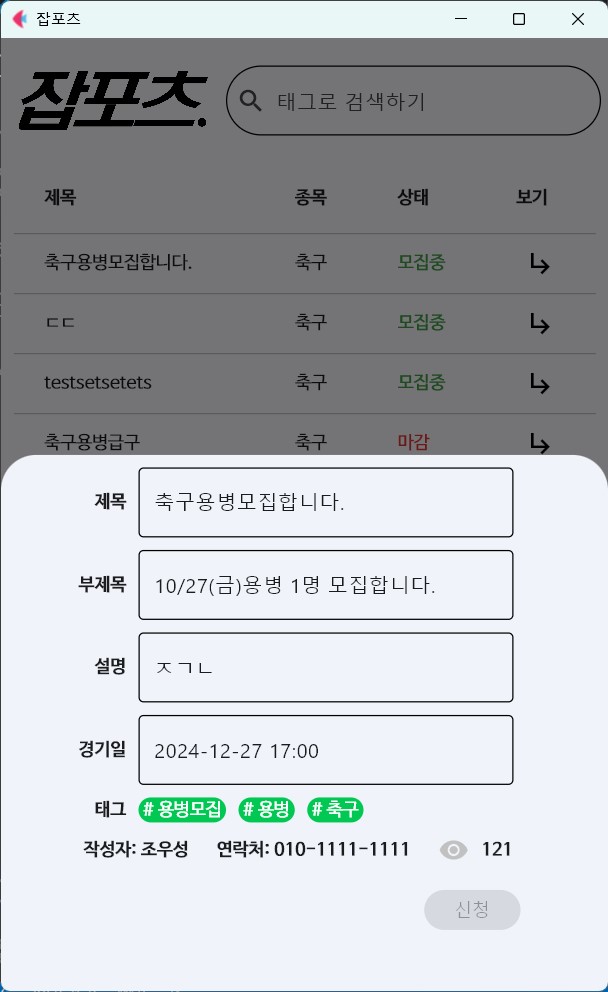 잡포츠
잡포츠.
태그로 검색하기
제목 종목 상태 보기
축구용병모집합니다. 축구 모집중
ㄷㄷ 축구 모집중
testsetsetets 축구 모집중
축구용병급구 축구 마감
제목 축구용병모집합니다.
부제목 10/27(금)용병 1명 모집합니다.
설명 ㅈㄱㄴ
경기일 2024-12-27 17:00
태그 # 용병모집 # 용병 # 축구
작성자: 조우성 연락처: 010-1111-1111 121
신청